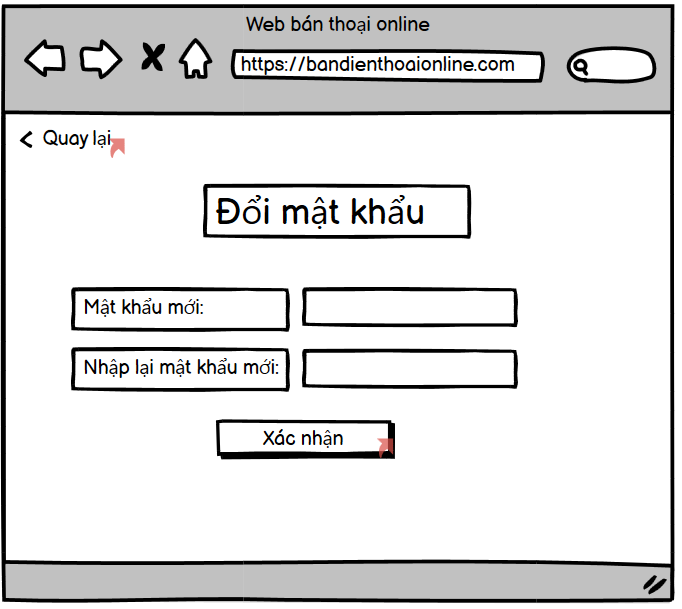 Web bán thoại online
https://bandienthoaionline.com
Quay lại
Đổi mật khẩu
Mật khẩu mới:
Nhập lại mật khẩu mới:
Xác nhận